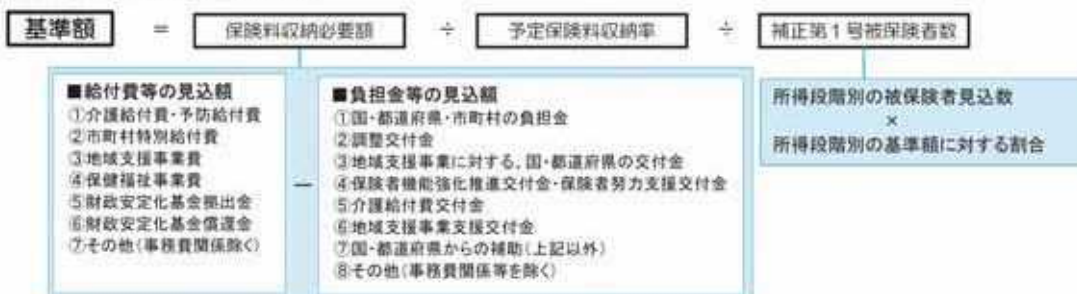 基準額 = 保険料収納必要額 ÷ 予定保険料収納率 ÷ 補正第1号被保険者数
■給付費等の見込額
①介護給付費・予防給付費
②市町村特別給付費
③地域支援事業費
④保健福祉事業費
⑤財政安定化基金拠出金
⑥財政安定化基金償還金
⑦その他(事務費関係除く)
－
■負担金等の見込額
①国・都道府県・市町村の負担金
②調整交付金
③地域支援事業に対する、国・都道府県の交付金
④保険者機能強化推進交付金・保険者努力支援交付金
⑤介護給付費交付金
⑥地域支援事業支援交付金
⑦国・都道府県からの補助(上記以外)
⑧その他(事務費関係等を除く)
所得段階別の被保険者見込数
×
所得段階別の基準額に対する割合